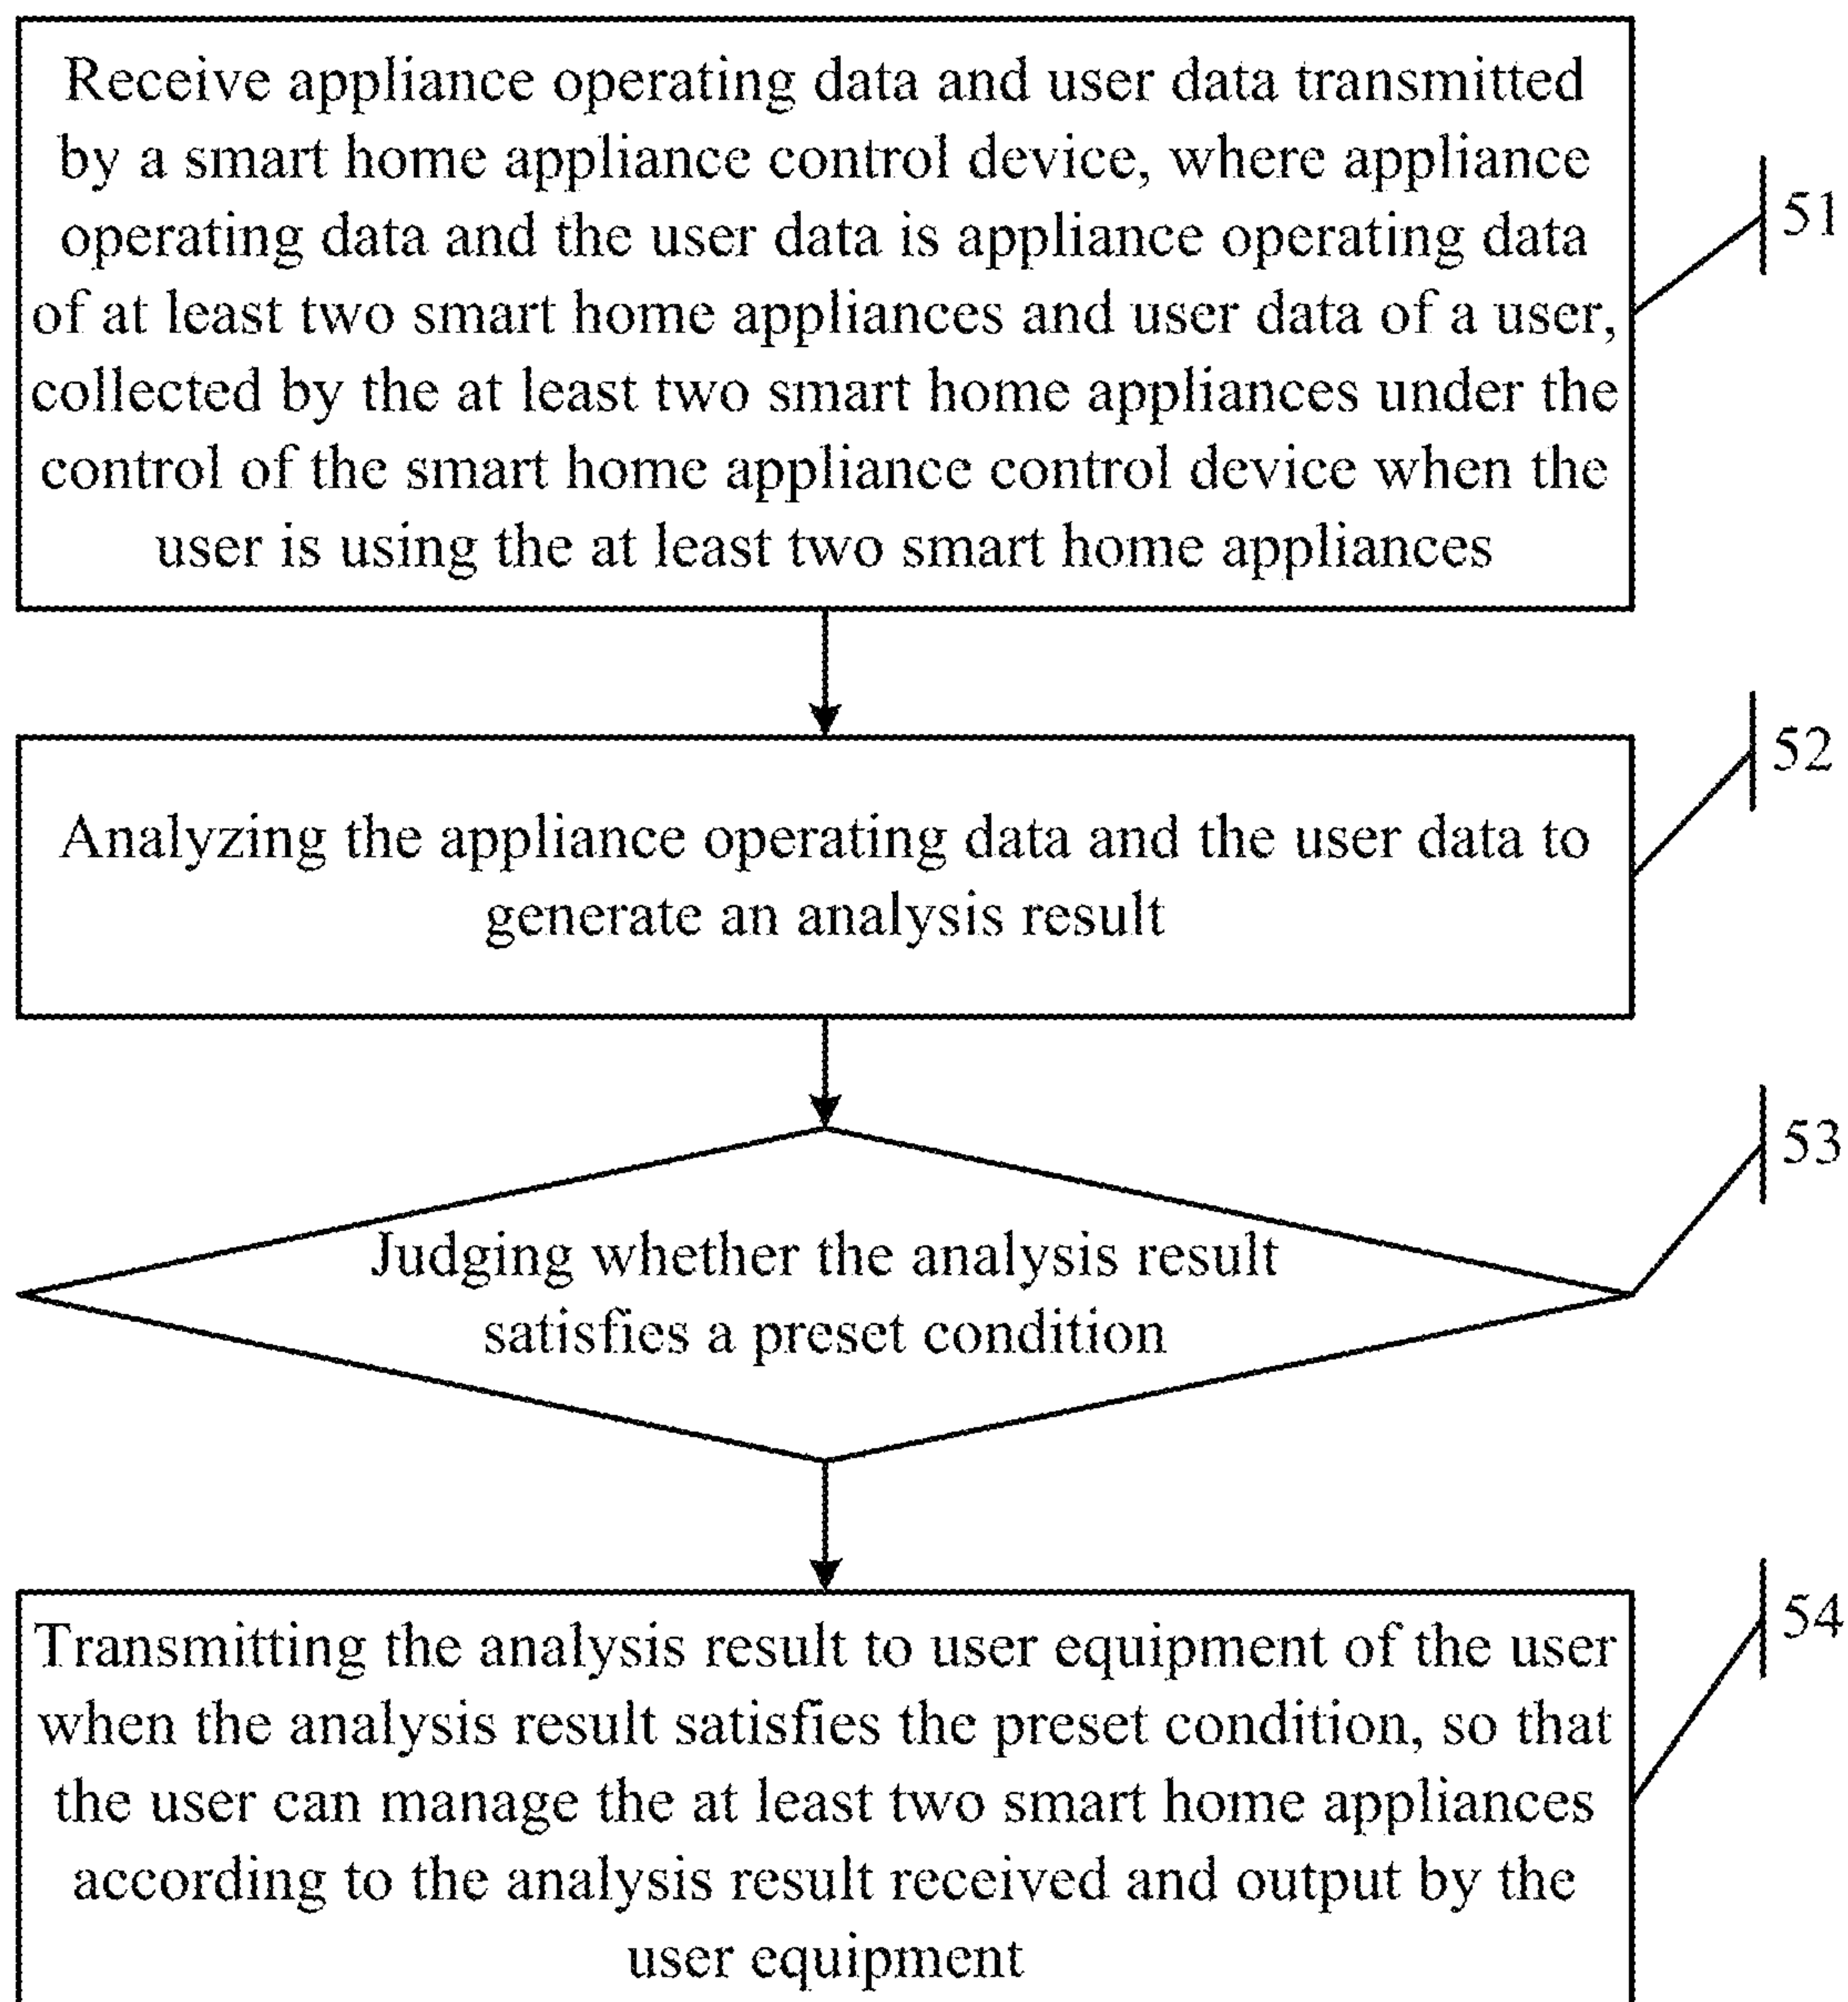 Receive appliance operating data and user data transmitted
by a smart home appliance control device, where appliance
operating data and the user data is appliance operating data
of at least two smart home appliances and user data of a user,
collected by the at least two smart home appliances under the
control of the smart home appliance control device when the
user is using the at least two smart home appliances
51
Analyzing the appliance operating data and the user data to
generate an analysis result
52
Judging whether the analysis result
satisfies a preset condition
53
Transmitting the analysis result to user equipment of the user
when the analysis result satisfies the preset condition, so that
the user can manage the at least two smart home appliances
according to the analysis result received and output by the
user equipment
54